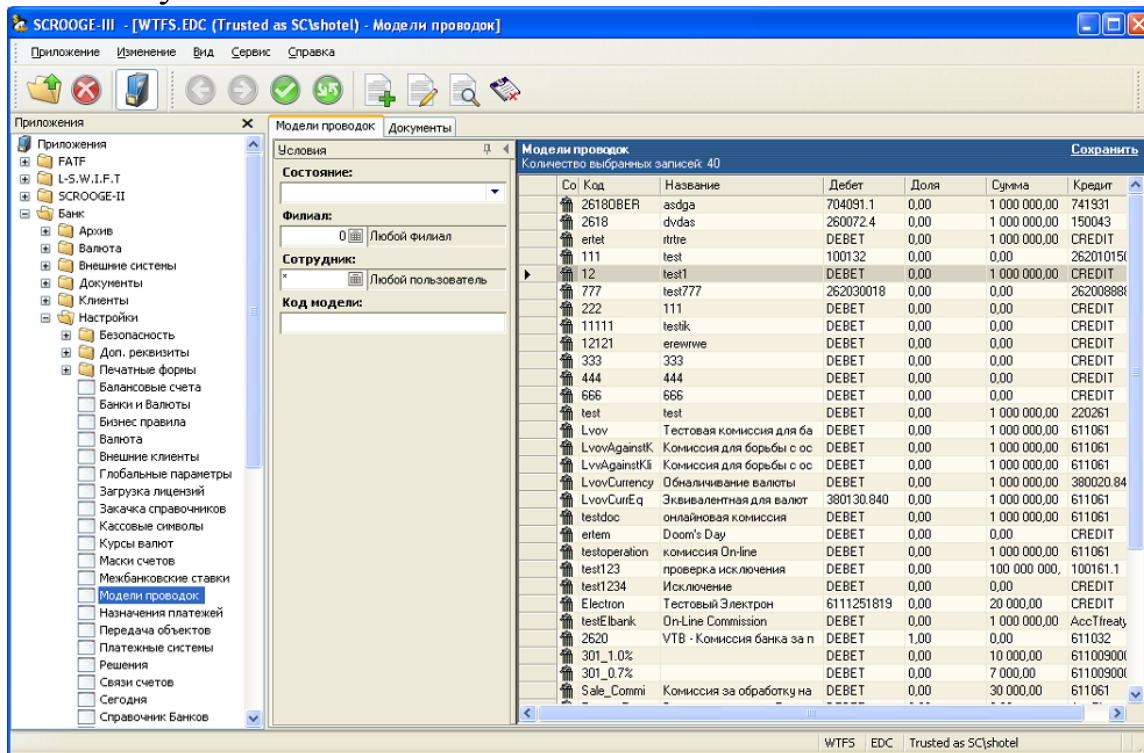 SCROOGE-III - [WTFS.EDC (Trusted as SC\shotel) - Модели проводок]
Приложение Изменение Вид Сервис Справка
Приложения
Модели проводок Документы
Приложения
FATF
L-S.W.I.F.T
SCROOGE-II
Банк
Архив
Валюта
Внешние системы
Документы
Клиенты
Настройки
Безопасность
Доп. реквизиты
Печатные формы
Балансовые счета
Банки и Валюты
Бизнес правила
Валюта
Внешние клиенты
Глобальные параметры
Загрузка лицензий
Закачка справочников
Кассовые символы
Курсы валют
Маски счетов
Межбанковские ставки
Модели проводок
Назначения платежей
Передача объектов
Платежные системы
Решения
Связи счетов
Сегодня
Справочник Банков
Условия
Состояние:
Филиал:
0 Любой филиал
Сотрудник:
* Любой пользователь
Код модели:
Модели проводок Сохранить
Количество выбранных записей: 40
Со Код Название Дебет Доля Сумма Кредит
2618OBER asdga 704091.1 0,00 1 000 000,00 741931
2618 dvdas 260072.4 0,00 1 000 000,00 150043
ertet rtrtre DEBET 0,00 1 000 000,00 CREDIT
111 test 100132 0,00 0,00 262010150
12 test1 DEBET 0,00 1 000 000,00 CREDIT
777 test777 262030018 0,00 0,00 262008888
222 111 DEBET 0,00 0,00 CREDIT
11111 testik DEBET 0,00 0,00 CREDIT
12121 erewrwe DEBET 0,00 0,00 CREDIT
333 333 DEBET 0,00 0,00 CREDIT
444 444 DEBET 0,00 0,00 CREDIT
666 666 DEBET 0,00 0,00 CREDIT
test test DEBET 0,00 1 000 000,00 220261
Lvov Тестовая комиссия для ба DEBET 0,00 1 000 000,00 611061
LvovAgainstK Комиссия для борьбы с ос DEBET 0,00 1 000 000,00 611061
LvvAgainstKli Комиссия для борьбы с ос DEBET 0,00 1 000 000,00 611061
LvovCurrency Обналичивание валюты DEBET 0,00 1 000 000,00 380020.84
LvovCurrEq Эквивалентная для валют 380130.840 0,00 1 000 000,00 611061
testdoc онлайновая комиссия DEBET 0,00 1 000 000,00 611061
ertem Doom's Day DEBET 0,00 0,00 CREDIT
testoperation комиссия On-line DEBET 0,00 1 000 000,00 611061
test123 проверка исключения DEBET 0,00 100 000 000, 100161.1
test1234 Исключение DEBET 0,00 0,00 CREDIT
Electron Тестовый Электрон 6111251819 0,00 20 000,00 CREDIT
testElbank On-Line Commission DEBET 0,00 1 000 000,00 AccTfreaty
2620 VTB - Комиссия банка за п DEBET 1,00 0,00 611032
301_1.0% DEBET 0,00 10 000,00 611009000
301_0.7% DEBET 0,00 7 000,00 611009000
Sale_Commi Комиссия за обработку на DEBET 0,00 30 000,00 611061
WTFS EDC Trusted as SC\shotel